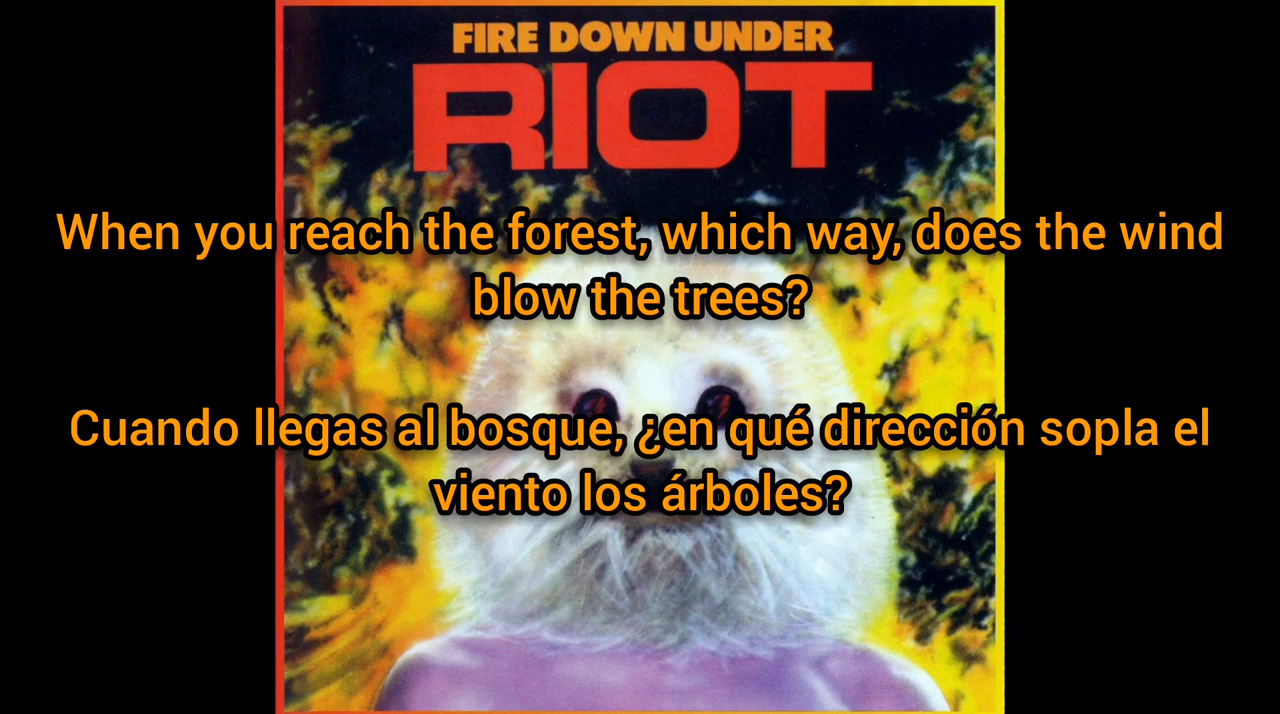 FIRE DOWN UNDER
RIOT
When you reach the forest, which way, does the wind
blow the trees?
Cuando llegas al bosque, ¿en qué dirección sopla el
viento los árboles?